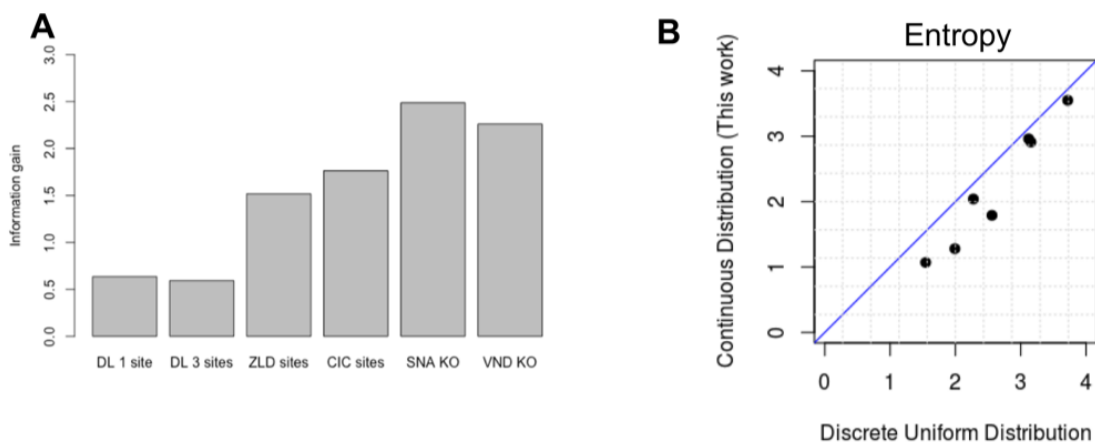 A
Information gain
0.0 0.5 1.0 1.5 2.0 2.5 3.0
DL 1 site DL 3 sites ZLD sites CIC sites SNA KO VND KO
B
Entropy
Continuous Distribution (This work)
0 1 2 3 4
0 1 2 3 4
Discrete Uniform Distribution